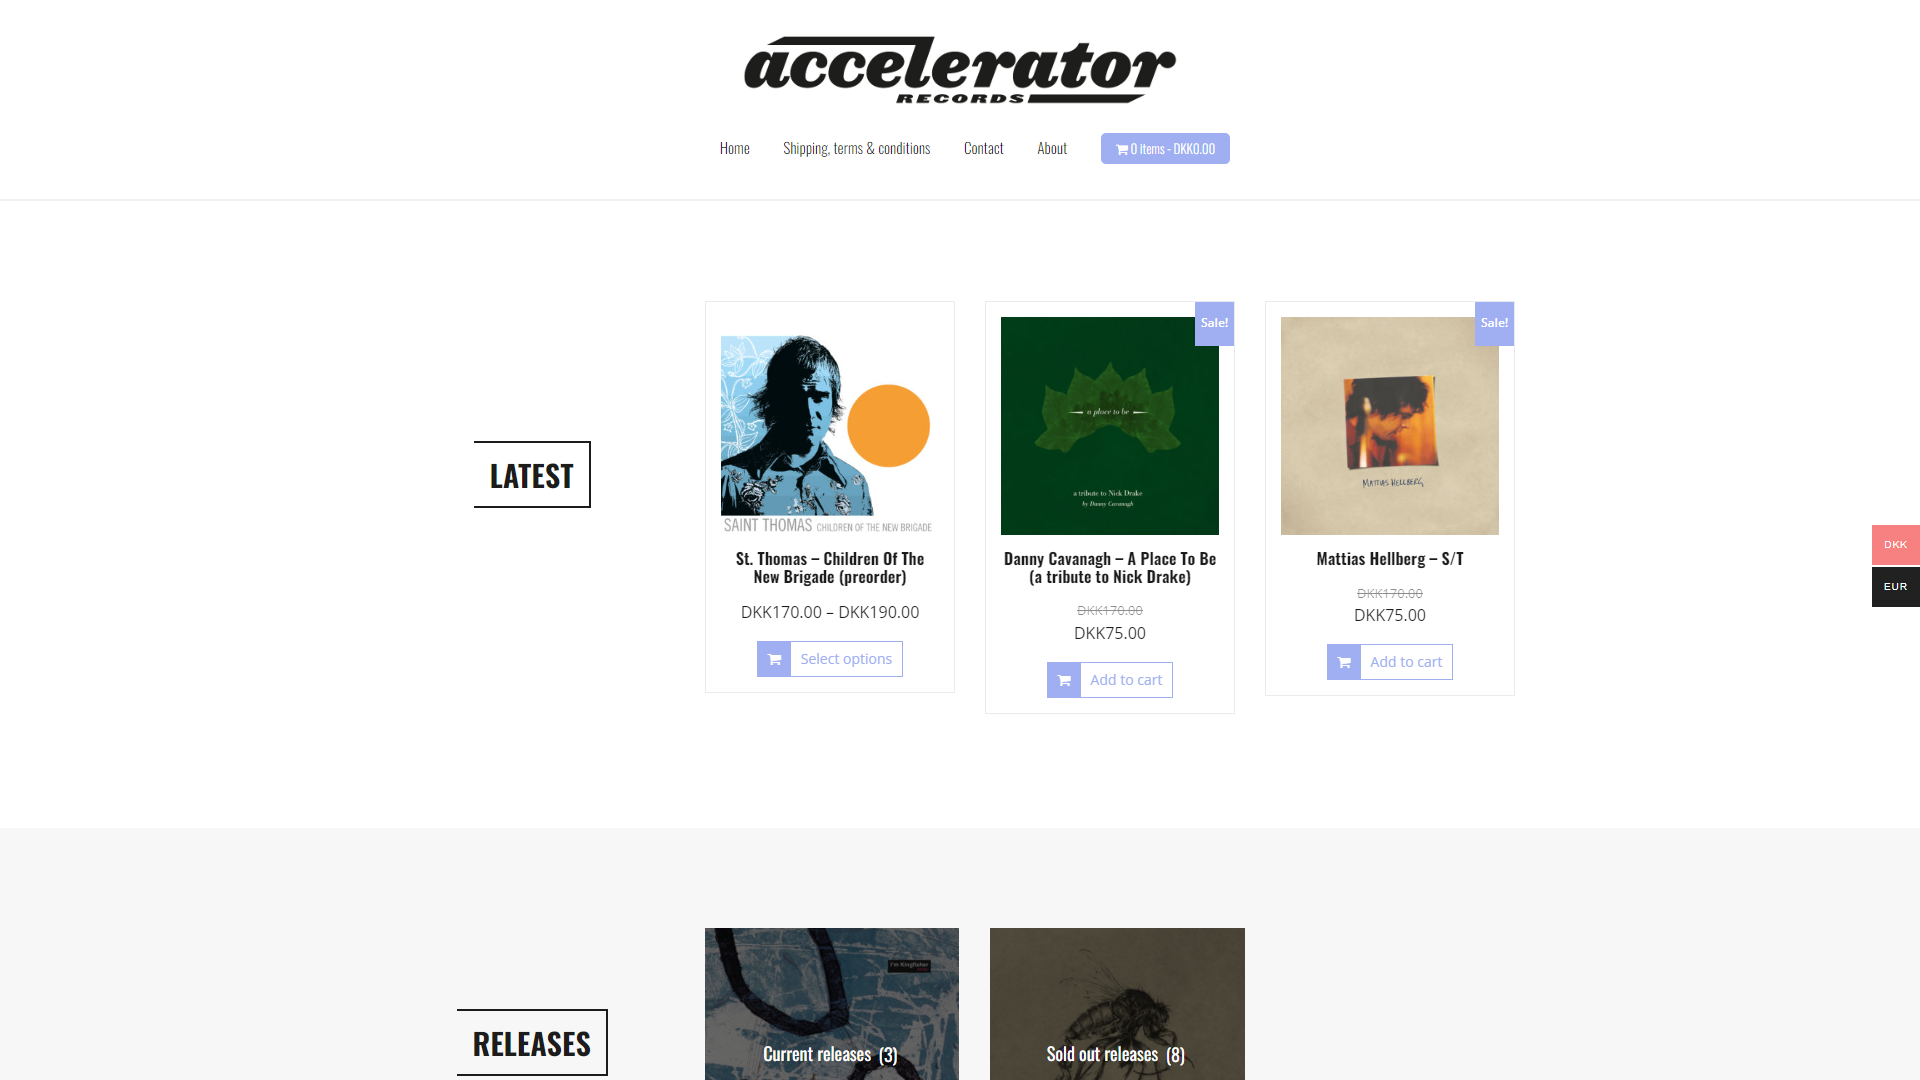 accelerator
RECORDS
Home
Shipping, terms & conditions
Contact
About
0 items - DKK0.00
LATEST
SAINT THOMAS CHILDREN OF THE NEW BRIGADE
St. Thomas – Children Of The
New Brigade (preorder)
DKK170.00 – DKK190.00
Select options
Sale!
a place to be
a tribute to Nick Drake
by Danny Cavanagh
Danny Cavanagh – A Place To Be
(a tribute to Nick Drake)
DKK170.00
DKK75.00
Add to cart
Sale!
MATTIAS HELLBERG
Mattias Hellberg – S/T
DKK170.00
DKK75.00
Add to cart
DKK
EUR
RELEASES
I'm Kingfisher
Current releases (3)
Sold out releases (8)